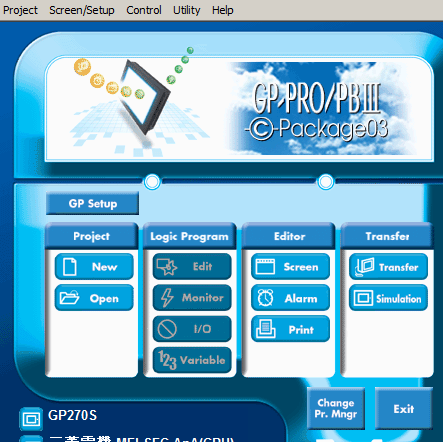 Project Screen/Setup Control Utility Help
GP-PRO/PBⅢ
-C-Package03
GP Setup
Project
New
Open
Logic Program
Edit
Monitor
I/O
123 Variable
Editor
Screen
Alarm
Print
Transfer
Transfer
Simulation
Change
Pr. Mngr
Exit
GP270S
三菱電機 MELSEC-AnA(CPU)